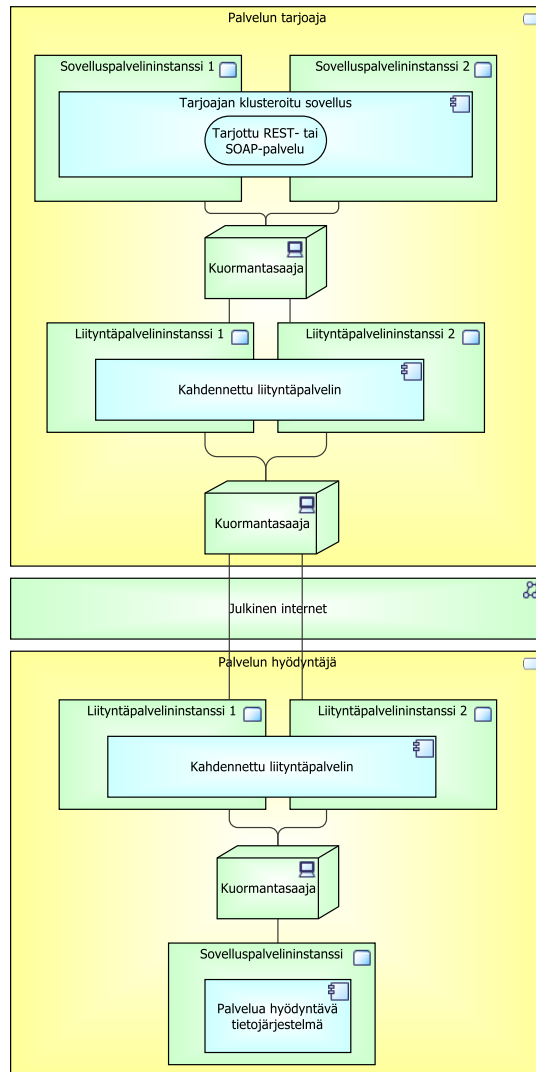 Palvelun tarjoaja
Sovelluspalvelininstanssi 1
Sovelluspalvelininstanssi 2
Tarjoajan klusteroitu sovellus
Tarjottu REST- tai
SOAP-palvelu
Kuormantasaaja
Liityntäpalvelininstanssi 1
Liityntäpalvelininstanssi 2
Kahdennettu liityntäpalvelin
Kuormantasaaja
Julkinen internet
Palvelun hyödyntäjä
Liityntäpalvelininstanssi 1
Liityntäpalvelininstanssi 2
Kahdennettu liityntäpalvelin
Kuormantasaaja
Sovelluspalvelininstanssi
Palvelua hyödyntävä
tietojärjestelmä